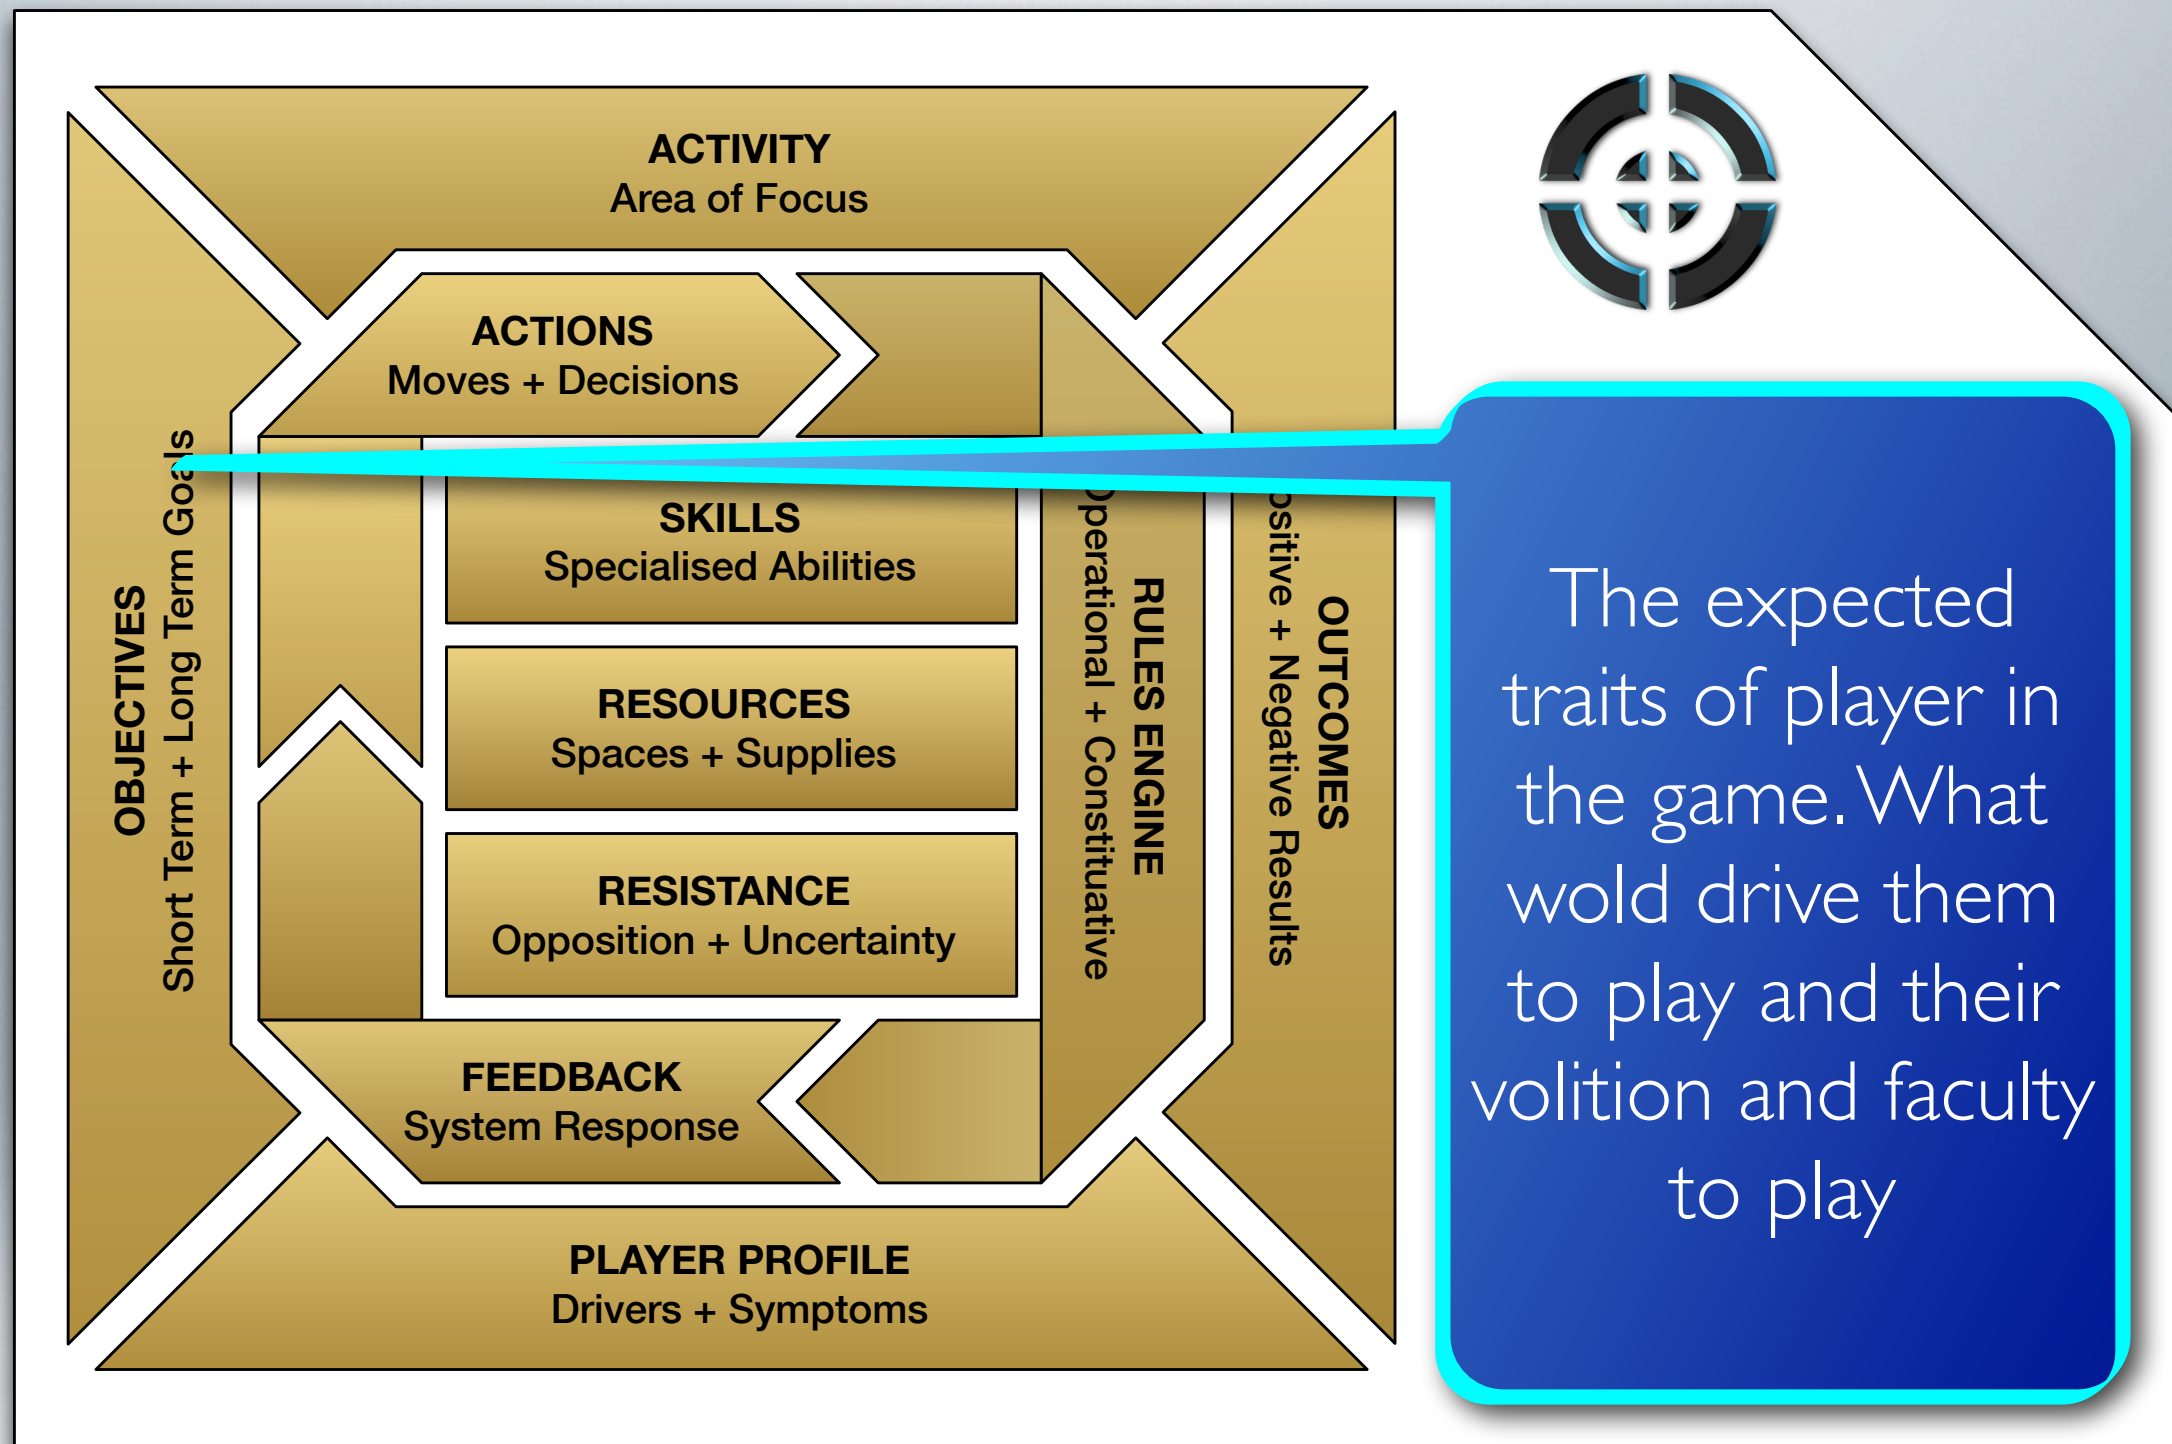 ACTIVITY
Area of Focus
ACTIONS
Moves + Decisions
OBJECTIVES
Short Term + Long Term Goals
SKILLS
Specialised Abilities
RESOURCES
Spaces + Supplies
RESISTANCE
Opposition + Uncertainty
RULES ENGINE
Operational + Constituative
OUTCOMES
ositive + Negative Results
FEEDBACK
System Response
PLAYER PROFILE
Drivers + Symptoms
The expected
traits of player in
the game. What
wold drive them
to play and their
volition and faculty
to play